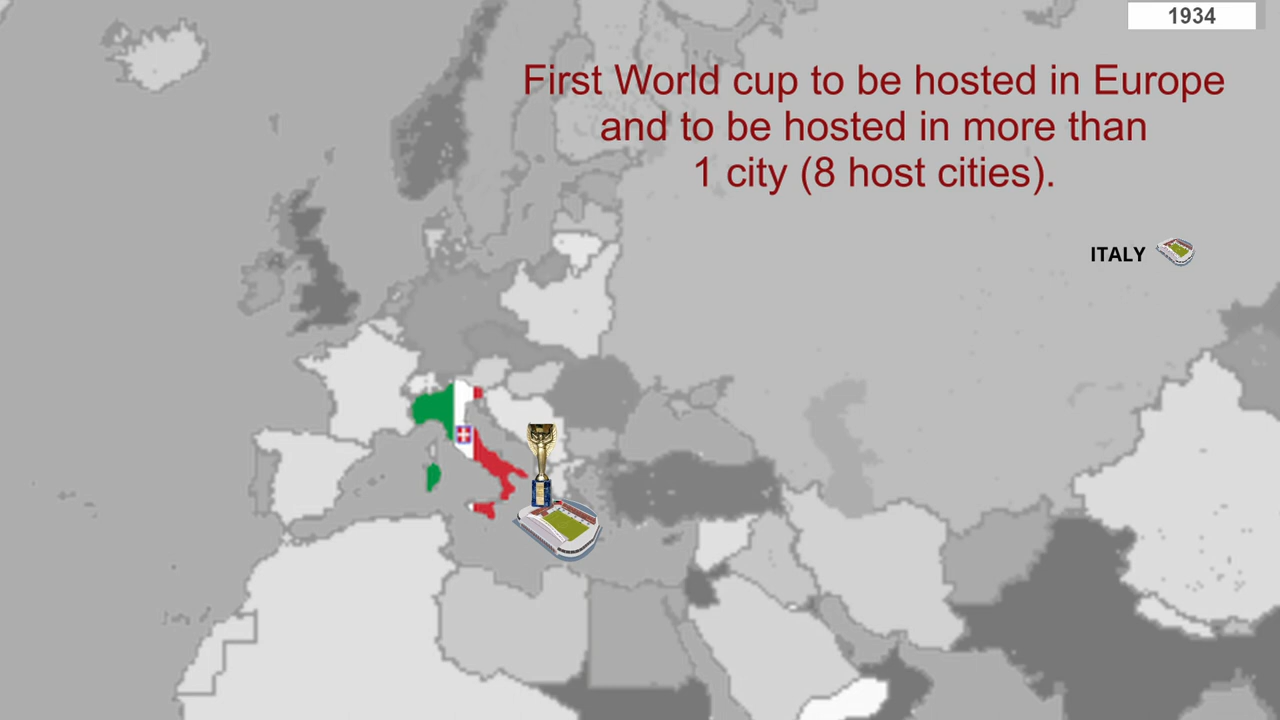 1934
First World cup to be hosted in Europe
and to be hosted in more than
1 city (8 host cities).
ITALY